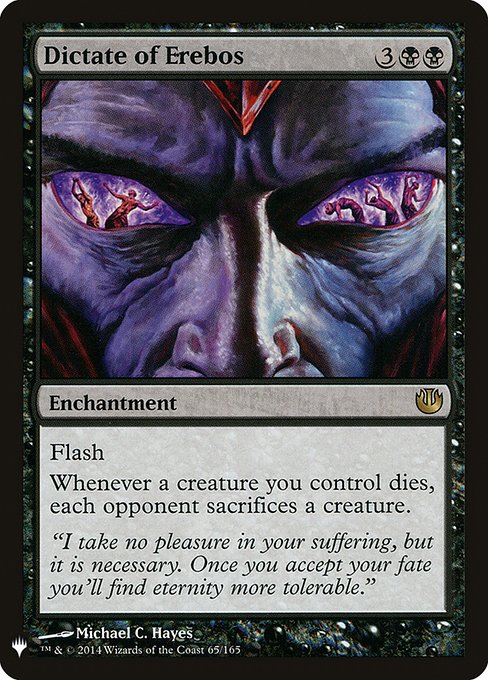 Dictate of Erebos 3
Enchantment
Flash
Whenever a creature you control dies,
each opponent sacrifices a creature.
“I take no pleasure in your suffering, but
it is necessary. Once you accept your fate
you’ll find eternity more tolerable.”
Michael C. Hayes
™ & © 2014 Wizards of the Coast 65/165